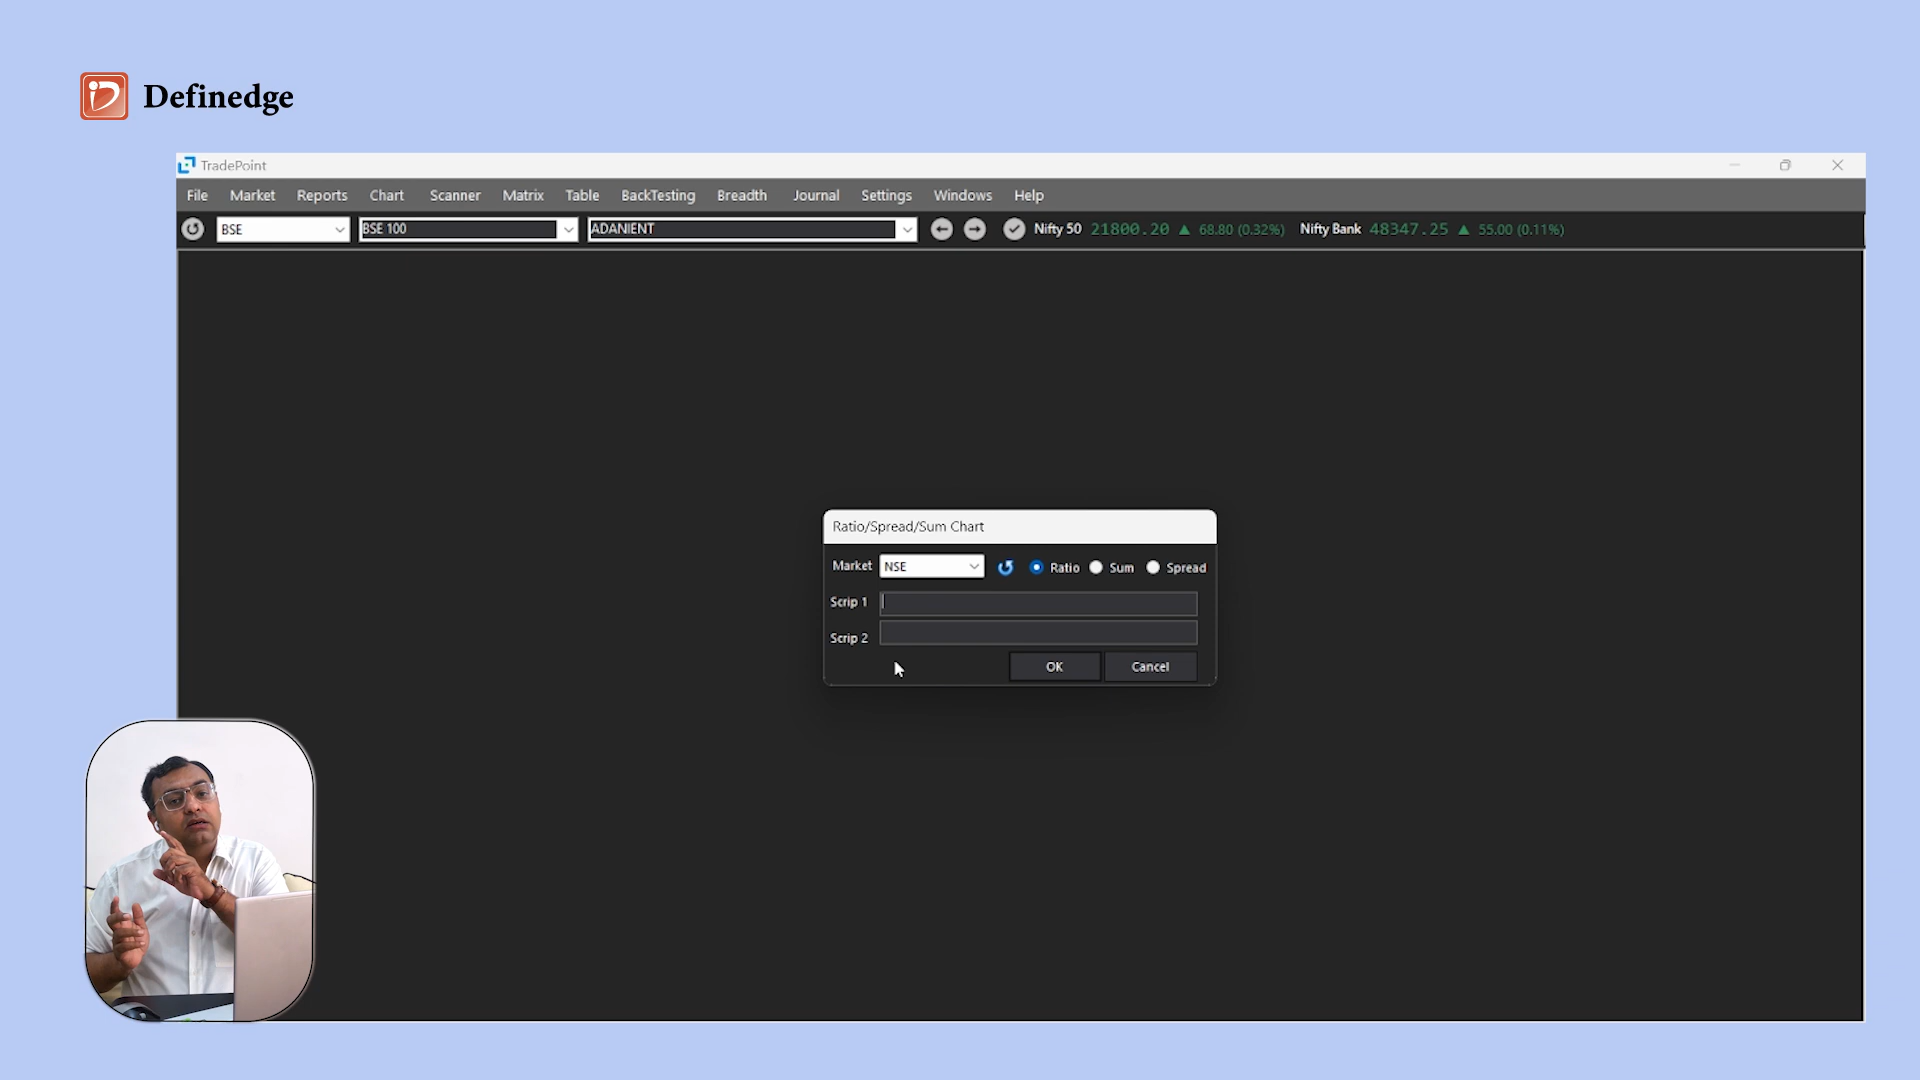 Definedge
TradePoint
File Market Reports Chart Scanner Matrix Table BackTesting Breadth Journal Settings Windows Help
BSE BSE 100 ADANIENT Nifty 50 21800.20 ▲ 68.80 (0.32%) Nifty Bank 48347.25 ▲ 55.00 (0.11%)
Ratio/Spread/Sum Chart
Market NSE Ratio Sum Spread
Scrip 1
Scrip 2
OK Cancel